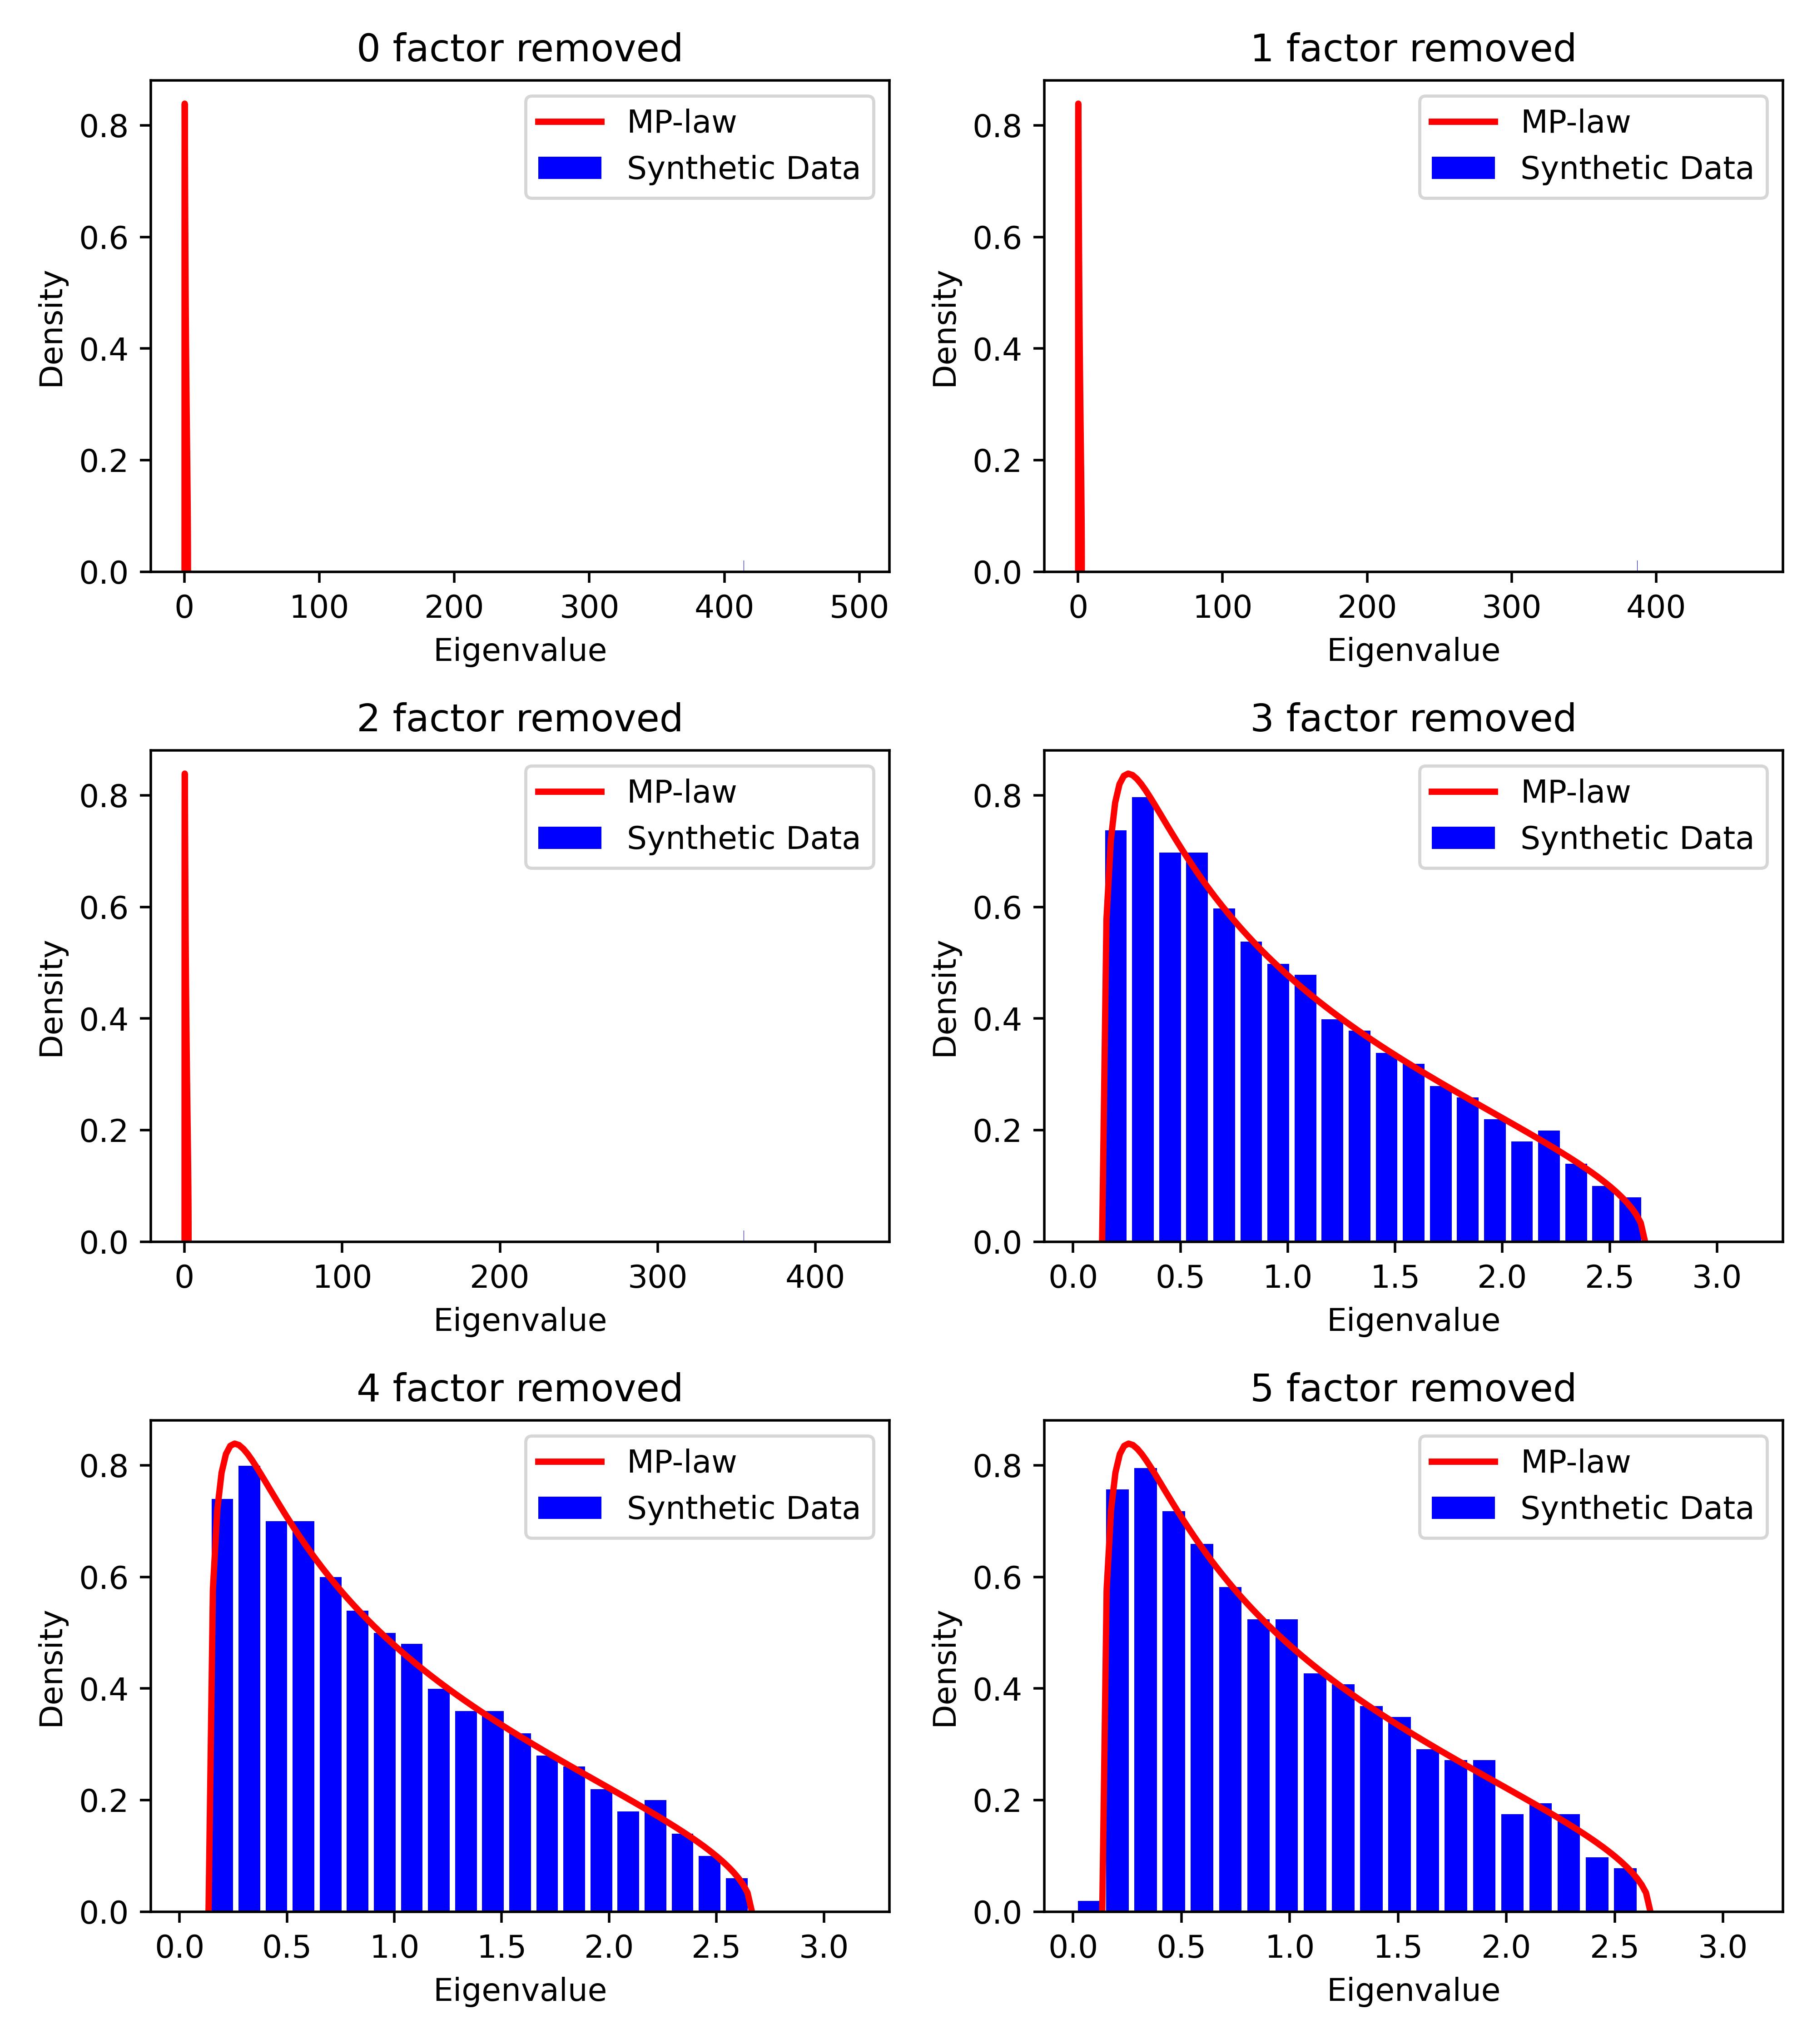 0 factor removed
0.8
0.6
0.4
0.2
0.0
Density
MP-law
Synthetic Data
0 100 200 300 400 500
Eigenvalue
1 factor removed
0.8
0.6
0.4
0.2
0.0
Density
MP-law
Synthetic Data
0 100 200 300 400
Eigenvalue
2 factor removed
0.8
0.6
0.4
0.2
0.0
Density
MP-law
Synthetic Data
0 100 200 300 400
Eigenvalue
3 factor removed
0.8
0.6
0.4
0.2
0.0
Density
MP-law
Synthetic Data
0.0 0.5 1.0 1.5 2.0 2.5 3.0
Eigenvalue
4 factor removed
0.8
0.6
0.4
0.2
0.0
Density
MP-law
Synthetic Data
0.0 0.5 1.0 1.5 2.0 2.5 3.0
Eigenvalue
5 factor removed
0.8
0.6
0.4
0.2
0.0
Density
MP-law
Synthetic Data
0.0 0.5 1.0 1.5 2.0 2.5 3.0
Eigenvalue